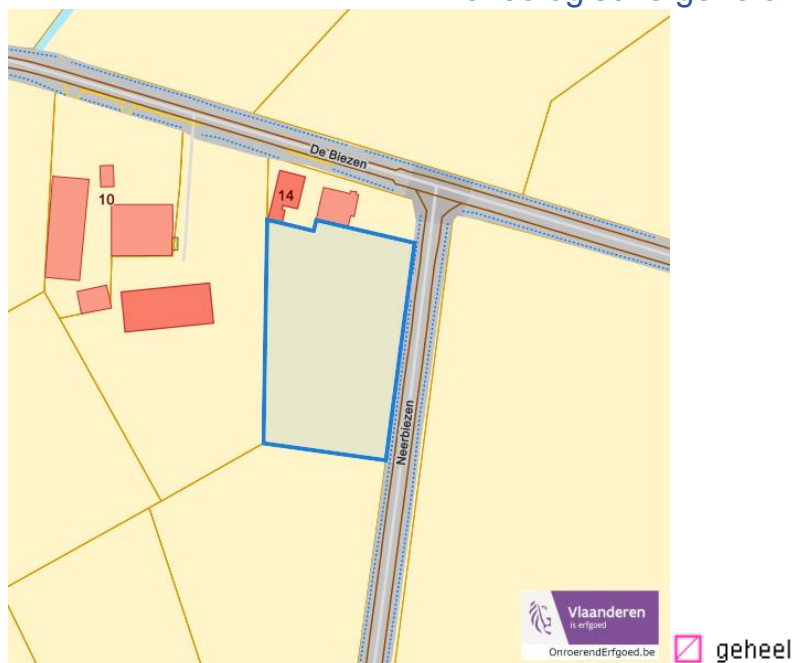 De Biezen
14
10
Neerbiezen
Vlaanderen
is erfgoed
OnroerendErfgoed.be
geheel